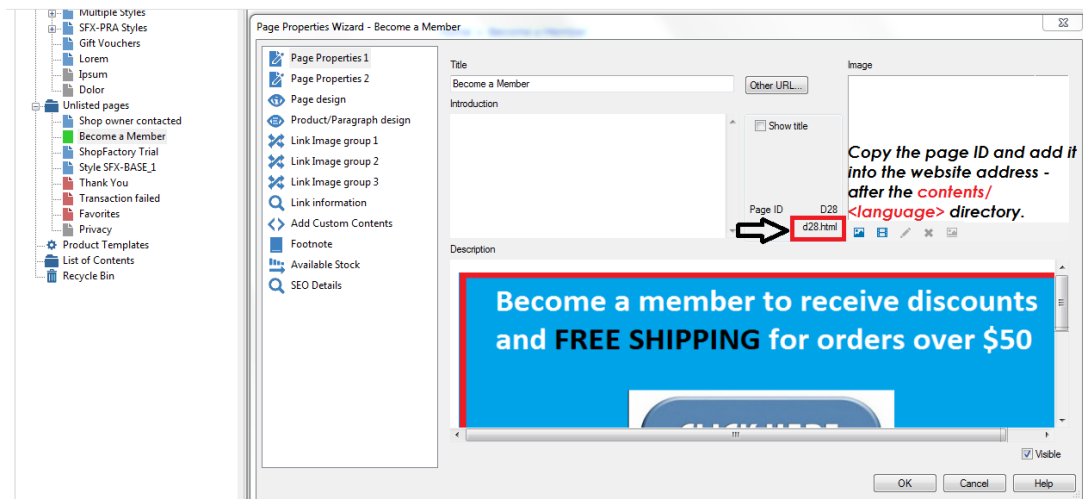 Multiple Styles
SFX-PRA Styles
Gift Vouchers
Lorem
Ipsum
Dolor
Unlisted pages
Shop owner contacted
Become a Member
ShopFactory Trial
Style SFX-BASE_1
Thank You
Transaction failed
Favorites
Privacy
Product Templates
List of Contents
Recycle Bin
Page Properties Wizard - Become a Member
Page Properties 1
Page Properties 2
Page design
Product/Paragraph design
Link Image group 1
Link Image group 2
Link Image group 3
Link information
Add Custom Contents
Footnote
Available Stock
SEO Details
Title
Become a Member
Other URL...
Introduction
Show title
Page ID D28
d28.html
Image
Copy the page ID and add it
into the website address -
after the contents/
<language> directory.
Description
Become a member to receive discounts
and FREE SHIPPING for orders over $50
CLICK HERE
Visible
OK
Cancel
Help